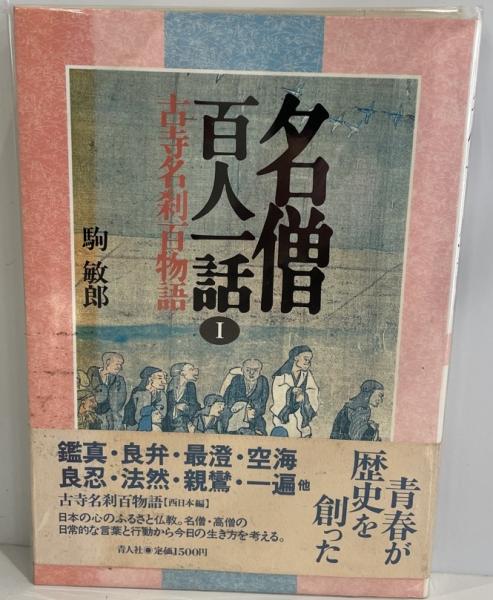 名僧
百人一話
I
古寺名刹百物語
駒 敏郎
青春が
歴史を
創った
鑑真・良弁・最澄・空海
良忍・法然・親鸞・一遍他
古寺名刹百物語【西日本編】
日本の心のふるさと仏教。名僧・高僧の
日常的な言葉と行動から今日の生き方を考える。
青人社●定価1500円